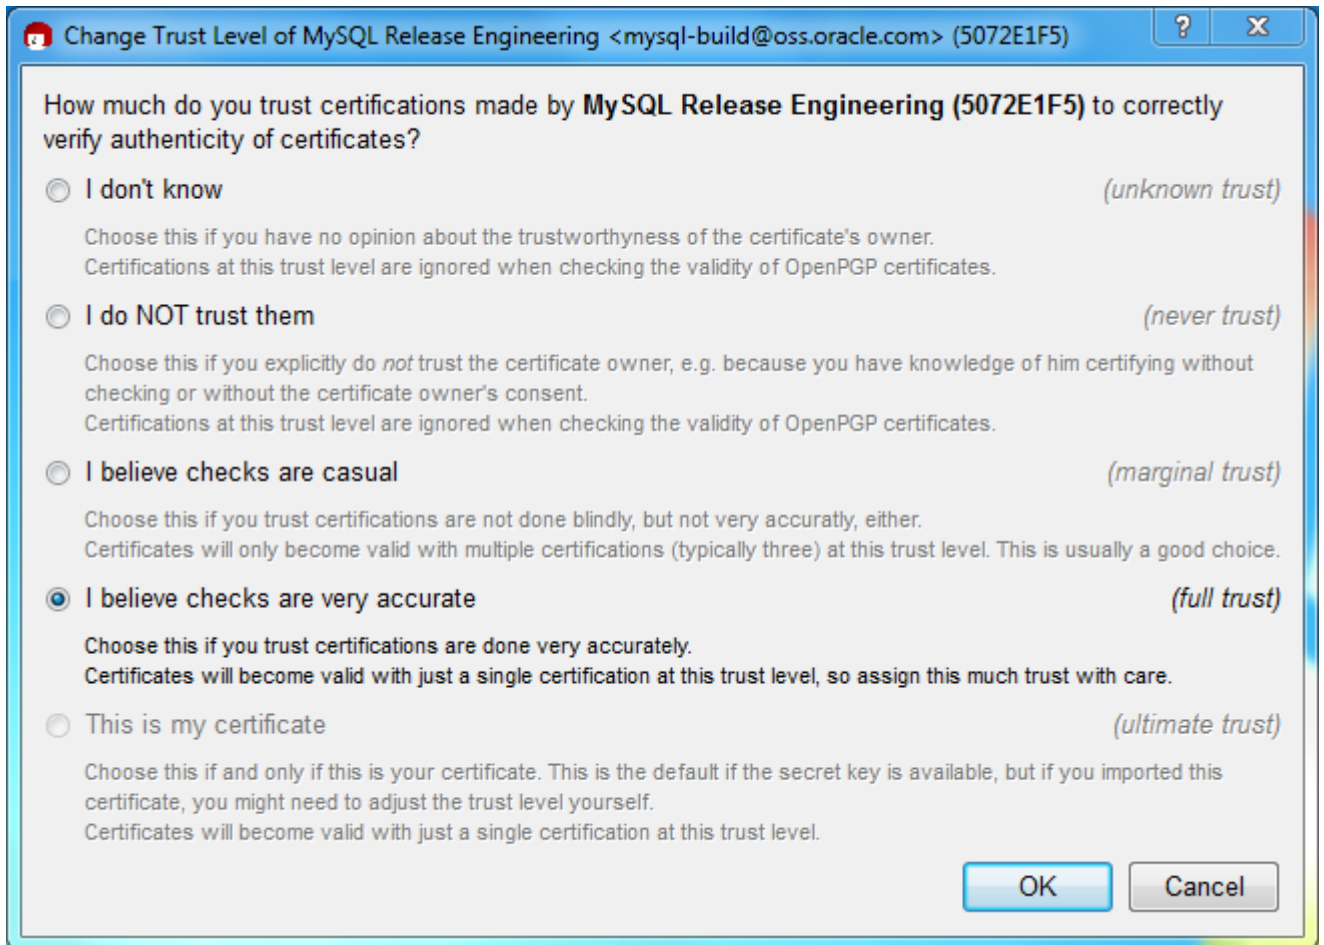 Change Trust Level of MySQL Release Engineering <mysql-build@oss.oracle.com> (5072E1F5)
How much do you trust certifications made by MySQL Release Engineering (5072E1F5) to correctly
verify authenticity of certificates?
I don't know (unknown trust)
Choose this if you have no opinion about the trustworthyness of the certificate's owner.
Certifications at this trust level are ignored when checking the validity of OpenPGP certificates.
I do NOT trust them (never trust)
Choose this if you explicitly do not trust the certificate owner, e.g. because you have knowledge of him certifying without
checking or without the certificate owner's consent.
Certifications at this trust level are ignored when checking the validity of OpenPGP certificates.
I believe checks are casual (marginal trust)
Choose this if you trust certifications are not done blindly, but not very accuratly, either.
Certificates will only become valid with multiple certifications (typically three) at this trust level. This is usually a good choice.
I believe checks are very accurate (full trust)
Choose this if you trust certifications are done very accurately.
Certificates will become valid with just a single certification at this trust level, so assign this much trust with care.
This is my certificate (ultimate trust)
Choose this if and only if this is your certificate. This is the default if the secret key is available, but if you imported this
certificate, you might need to adjust the trust level yourself.
Certificates will become valid with just a single certification at this trust level.
OK Cancel